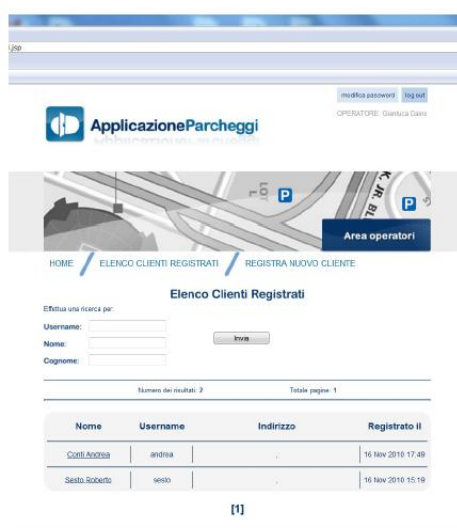 .jsp
modifica password log out
OPERATORE: Gianluca
ApplicazioneParcheggi
LOT
P
K. JR. BL
P
Area operatori
HOME / ELENCO CLIENTI REGISTRATI / REGISTRA NUOVO CLIENTE
Elenco Clienti Registrati
Effettua una ricerca per:
Username:
Nome:
Invia
Cognome:
Numero dei risultati: 2 Totale pagine: 1
Nome Username Indirizzo Registrato il
Conti Andrea andrea , 16 Nov 2010 17:49
Sesto Roberto sesto , 16 Nov 2010 15:19
[1]